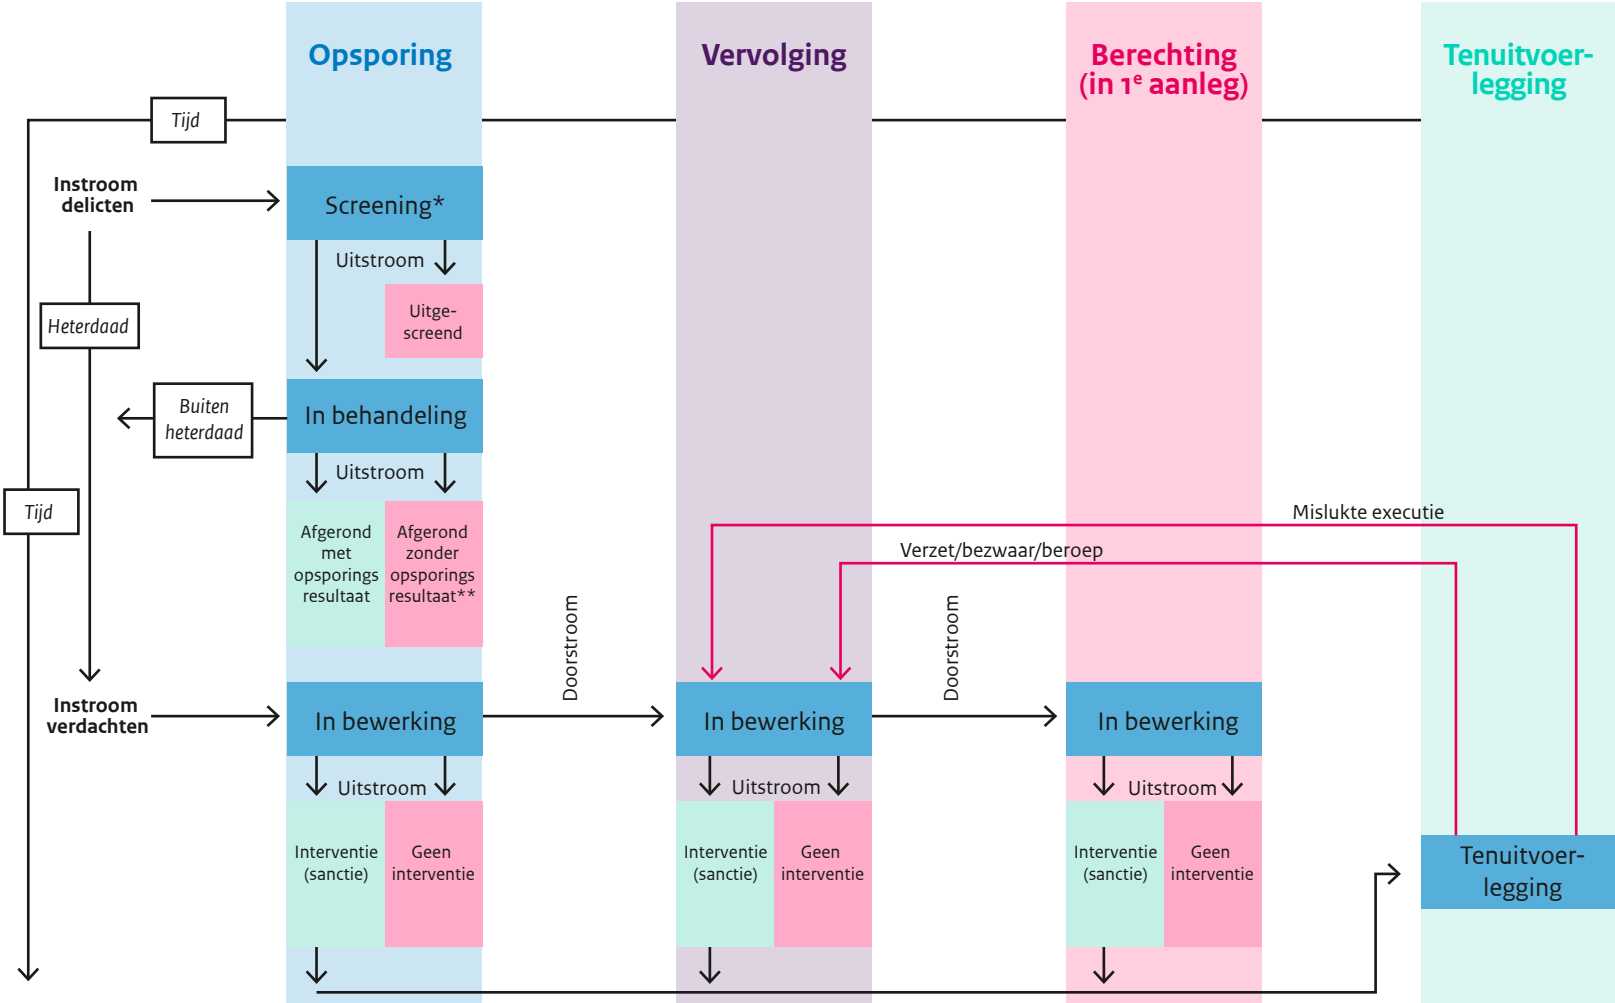 Opsporing
Vervolging
Berechting
(in 1e aanleg)
Tenuitvoer-
legging
Tijd
Instroom
delicten
Screening*
Uitstroom
Uitge-
screend
Heterdaad
Buiten
heterdaad
In behandeling
Uitstroom
Tijd
Afgerond
met
opsporings
resultaat
Afgerond
zonder
opsporings
resultaat**
Mislukte executie
Verzet/bezwaar/beroep
Doorstroom
Doorstroom
Instroom
verdachten
In bewerking
In bewerking
In bewerking
Uitstroom
Uitstroom
Uitstroom
Interventie
(sanctie)
Geen
interventie
Interventie
(sanctie)
Geen
interventie
Interventie
(sanctie)
Geen
interventie
Tenuitvoer-
legging